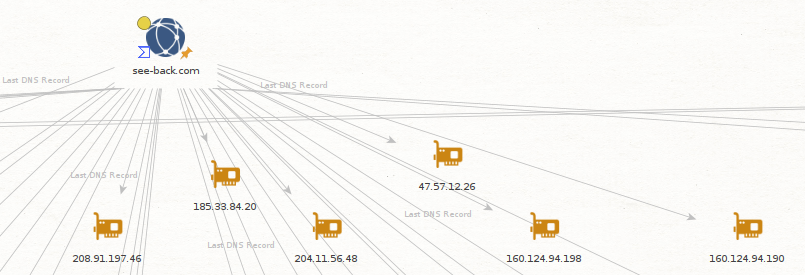 see-back.com
Last DNS Record
Last DNS Record
Last DNS Record
185.33.84.20
47.57.12.26
Last DNS Record
Last DNS Record
208.91.197.46
204.11.56.48
160.124.94.198
160.124.94.190